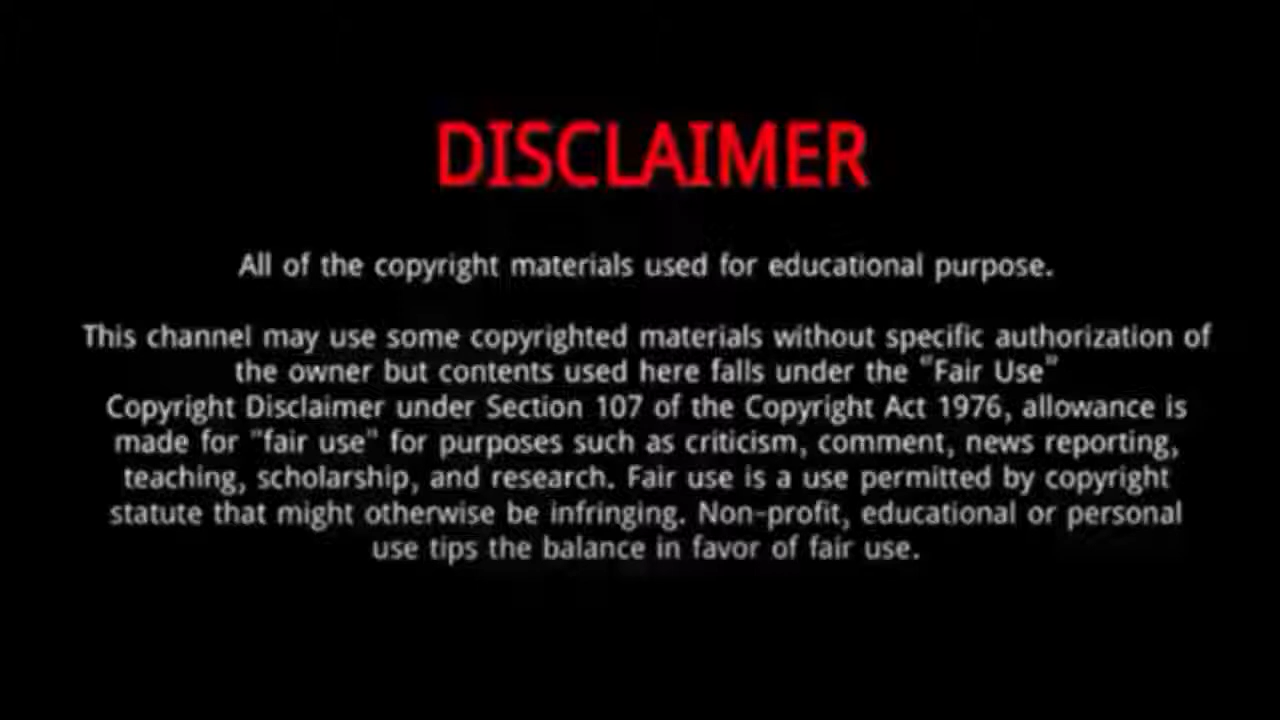 DISCLAIMER
All of the copyright materials used for educational purpose.
This channel may use some copyrighted materials without specific authorization of
the owner but contents used here falls under the "Fair Use"
Copyright Disclaimer under Section 107 of the Copyright Act 1976, allowance is
made for "fair use" for purposes such as criticism, comment, news reporting,
teaching, scholarship, and research. Fair use is a use permitted by copyright
statute that might otherwise be infringing. Non-profit, educational or personal
use tips the balance in favor of fair use.